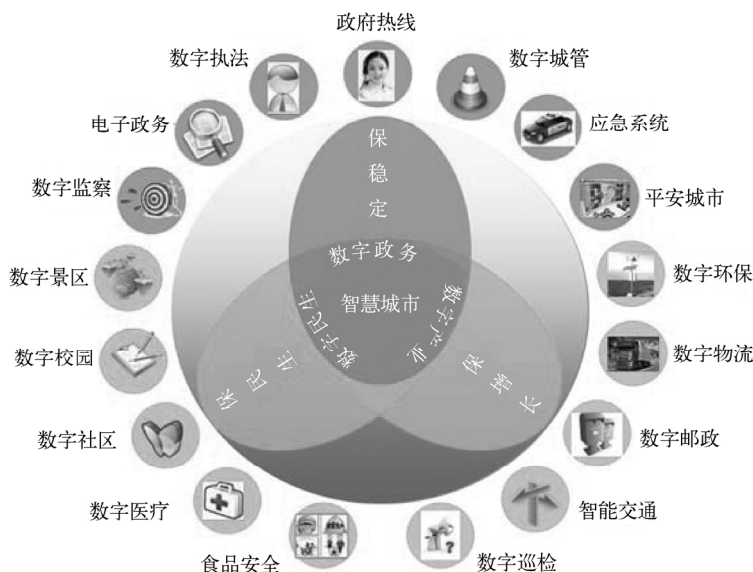 政府热线
数字执法
数字城管
电子政务
应急系统
数字监察
平安城市
数字景区
数字环保
数字校园
数字物流
数字社区
数字邮政
数字医疗
智能交通
食品安全
数字巡检
保稳定
数字政务
智慧城市
数字民生
数字产业
保民生
保增长
?